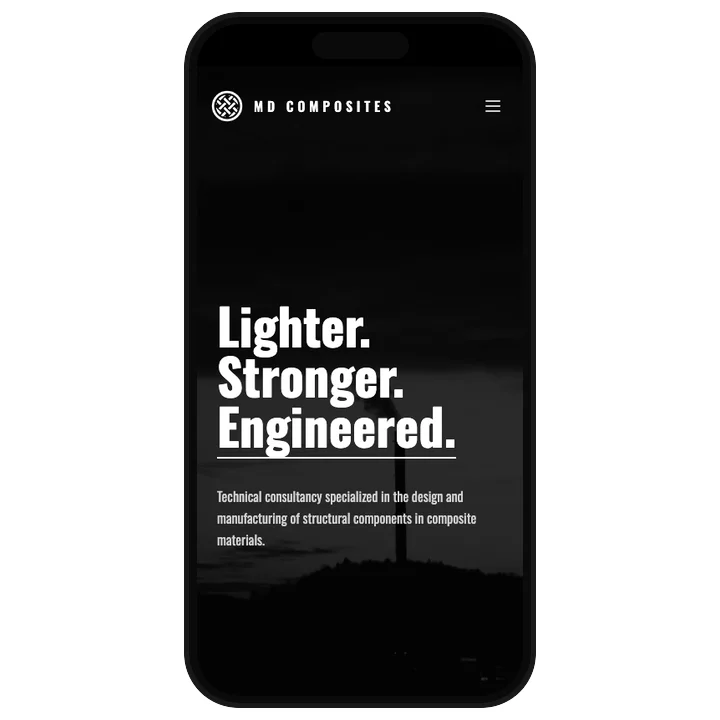 MD COMPOSITES
Lighter.
Stronger.
Engineered.
Technical consultancy specialized in the design and
manufacturing of structural components in composite
materials.